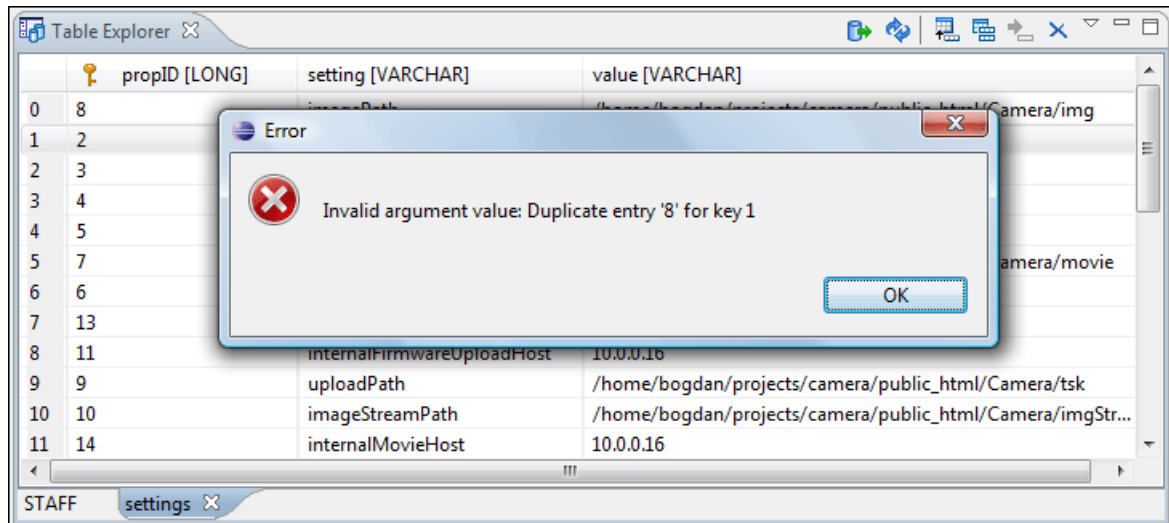 Table Explorer
propID [LONG] setting [VARCHAR] value [VARCHAR]
0 8 imagePath /home/bogdan/projects/camera/public_html/Camera/img
1 2
Error
2 3
3 4
Invalid argument value: Duplicate entry '8' for key 1
4 5
5 7 amera/movie
6 6
OK
7 13
8 11 internalFirmwareUploadHost 10.0.0.16
9 9 uploadPath /home/bogdan/projects/camera/public_html/Camera/tsk
10 10 imageStreamPath /home/bogdan/projects/camera/public_html/Camera/imgStr...
11 14 internalMovieHost 10.0.0.16
STAFF settings